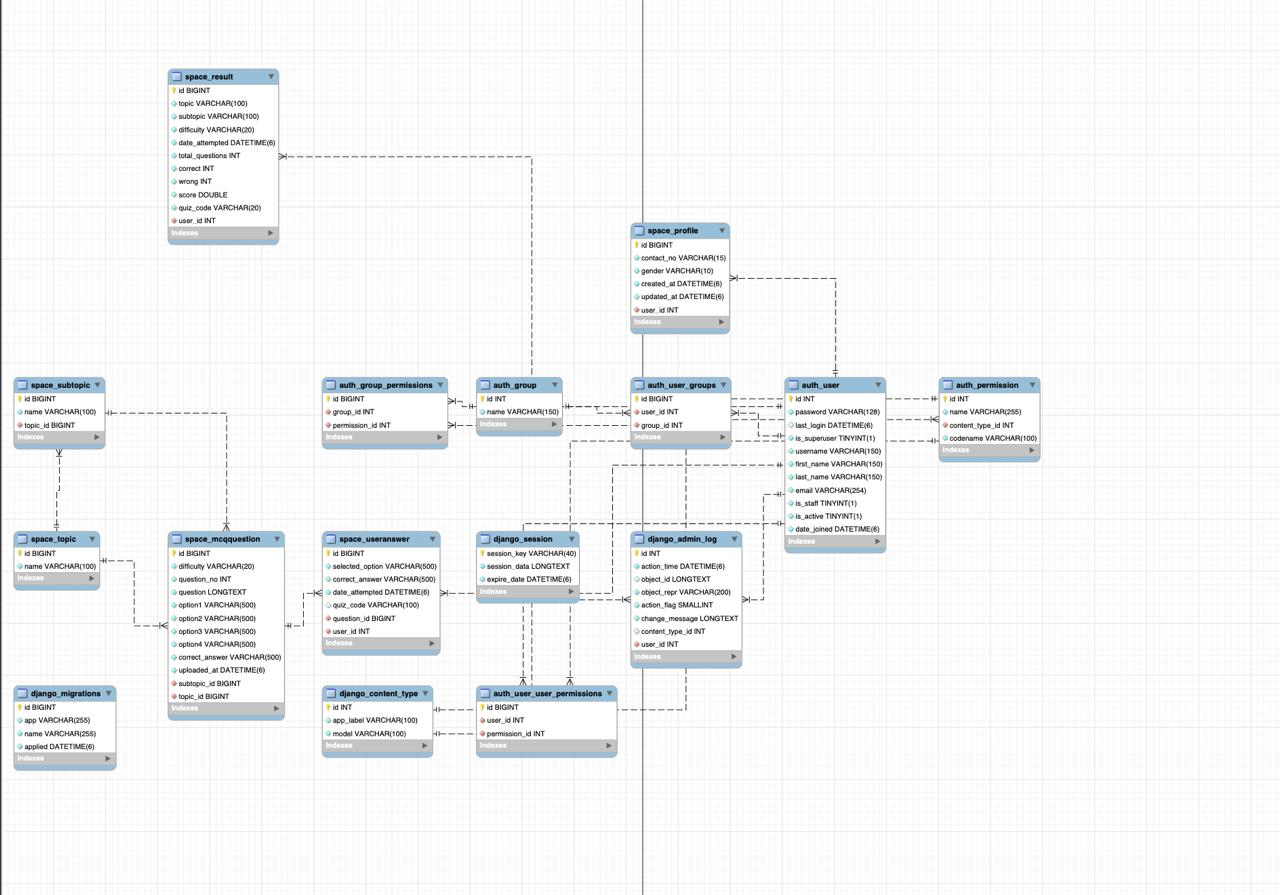 space_result
id BIGINT
topic VARCHAR(100)
subtopic VARCHAR(100)
difficulty VARCHAR(20)
date_attempted DATETIME(6)
total_questions INT
correct INT
wrong INT
score DOUBLE
quiz_code VARCHAR(20)
user_id INT
Indexes
space_profile
id BIGINT
contact_no VARCHAR(15)
gender VARCHAR(10)
created_at DATETIME(6)
updated_at DATETIME(6)
user_id INT
Indexes
space_subtopic
id BIGINT
name VARCHAR(100)
topic_id BIGINT
Indexes
auth_group_permissions
id BIGINT
group_id INT
permission_id INT
Indexes
auth_group
id INT
name VARCHAR(150)
Indexes
auth_user_groups
id BIGINT
user_id INT
group_id INT
Indexes
auth_user
id INT
password VARCHAR(128)
last_login DATETIME(6)
is_superuser TINYINT(1)
username VARCHAR(150)
first_name VARCHAR(150)
last_name VARCHAR(150)
email VARCHAR(254)
is_staff TINYINT(1)
is_active TINYINT(1)
date_joined DATETIME(6)
Indexes
auth_permission
id INT
name VARCHAR(255)
content_type_id INT
codename VARCHAR(100)
Indexes
space_topic
id BIGINT
name VARCHAR(100)
Indexes
space_mcqquestion
id BIGINT
difficulty VARCHAR(20)
question_no INT
question LONGTEXT
option1 VARCHAR(500)
option2 VARCHAR(500)
option3 VARCHAR(500)
option4 VARCHAR(500)
correct_answer VARCHAR(500)
uploaded_at DATETIME(6)
subtopic_id BIGINT
topic_id BIGINT
Indexes
space_useranswer
id BIGINT
selected_option VARCHAR(500)
correct_answer VARCHAR(500)
date_attempted DATETIME(6)
quiz_code VARCHAR(100)
question_id BIGINT
user_id INT
Indexes
django_session
session_key VARCHAR(40)
session_data LONGTEXT
expire_date DATETIME(6)
Indexes
django_admin_log
id INT
action_time DATETIME(6)
object_id LONGTEXT
object_repr VARCHAR(200)
action_flag SMALLINT
change_message LONGTEXT
content_type_id INT
user_id INT
Indexes
django_migrations
id BIGINT
app VARCHAR(255)
name VARCHAR(255)
applied DATETIME(6)
Indexes
django_content_type
id INT
app_label VARCHAR(100)
model VARCHAR(100)
Indexes
auth_user_user_permissions
id BIGINT
user_id INT
permission_id INT
Indexes